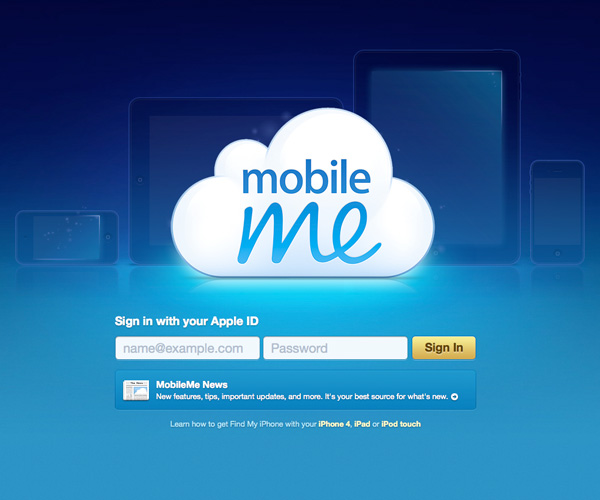 mobile
me
Sign in with your Apple ID
name@example.com Password Sign In
MobileMe News
New features, tips, important updates, and more. It's your best source for what's new.
Learn how to get Find My iPhone with your iPhone 4, iPad or iPod touch